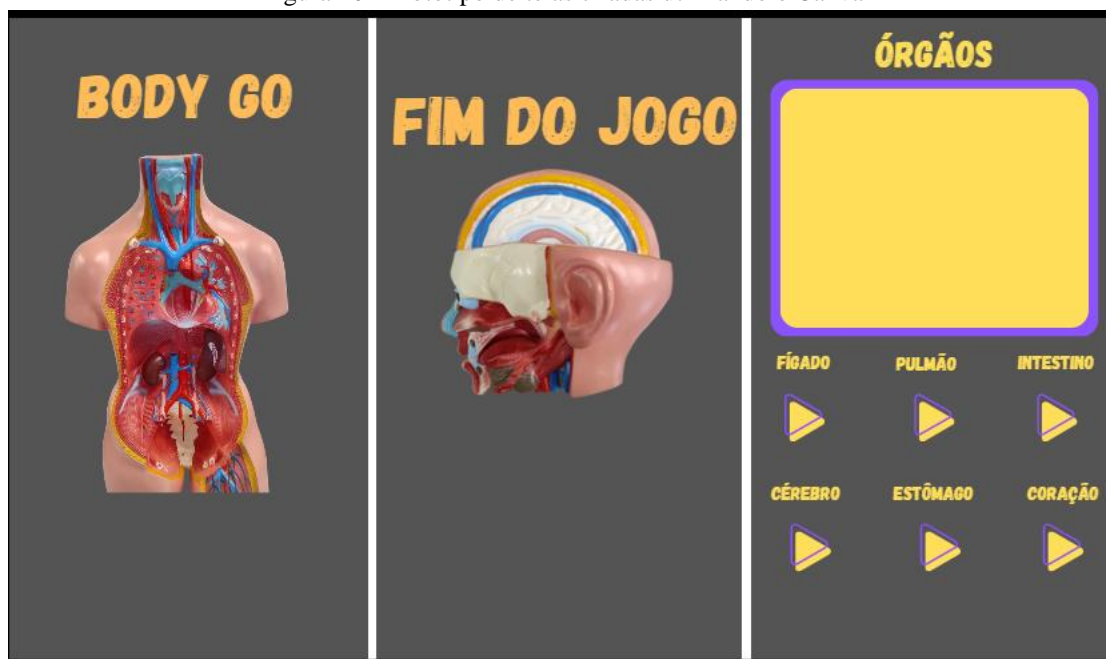 BODY GO
FIM DO JOGO
ÓRGÃOS
FÍGADO PULMÃO INTESTINO
CÉREBRO ESTÔMAGO CORAÇÃO